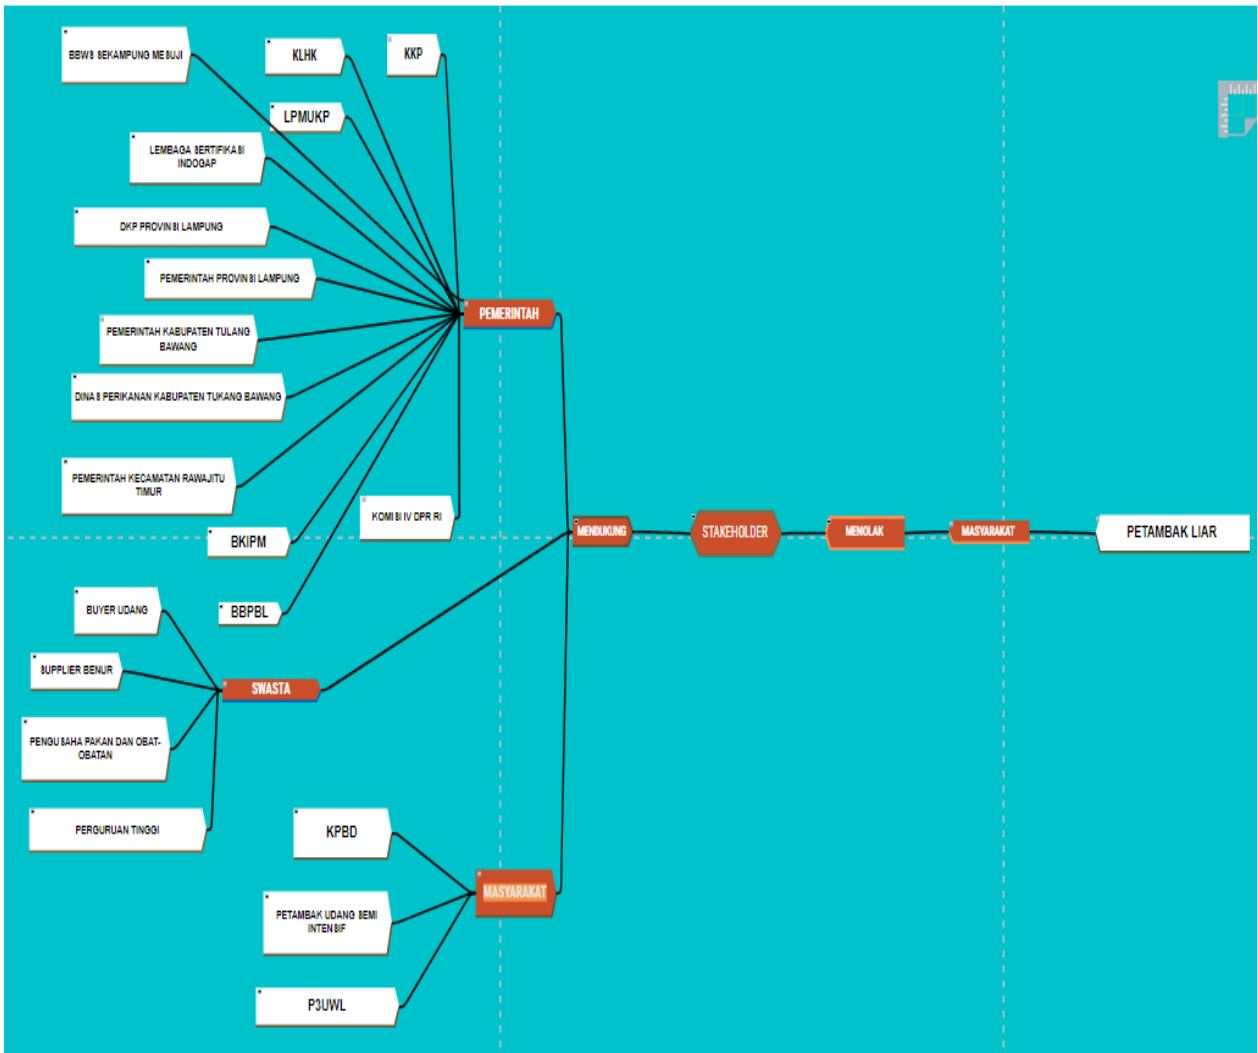 BBWS SEKAMPUNG MESUJI
KLHK
KKP
LPMUKP
LEMBAGA SERTIFIKASI
INDOGAP
DKP PROVINSI LAMPUNG
PEMERINTAH PROVINSI LAMPUNG
PEMERINTAH
PEMERINTAH KABUPATEN TULANG
BAWANG
DINAS PERIKANAN KABUPATEN TUKANG BAWANG
PEMERINTAH KECAMATAN RAWAJITU
TIMUR
KOMISI IV DPR RI
BKIPM
MENDUKUNG
STAKEHOLDER
MENOLAK
MASYARAKAT
PETAMBAK LIAR
BBPBL
BUYER UDANG
SUPPLIER BENUR
SWASTA
PENGUSAHA PAKAN DAN OBAT-
OBATAN
PERGURUAN TINGGI
KPBD
MASYARAKAT
PETAMBAK UDANG SEMI
INTENSIF
P3UWL